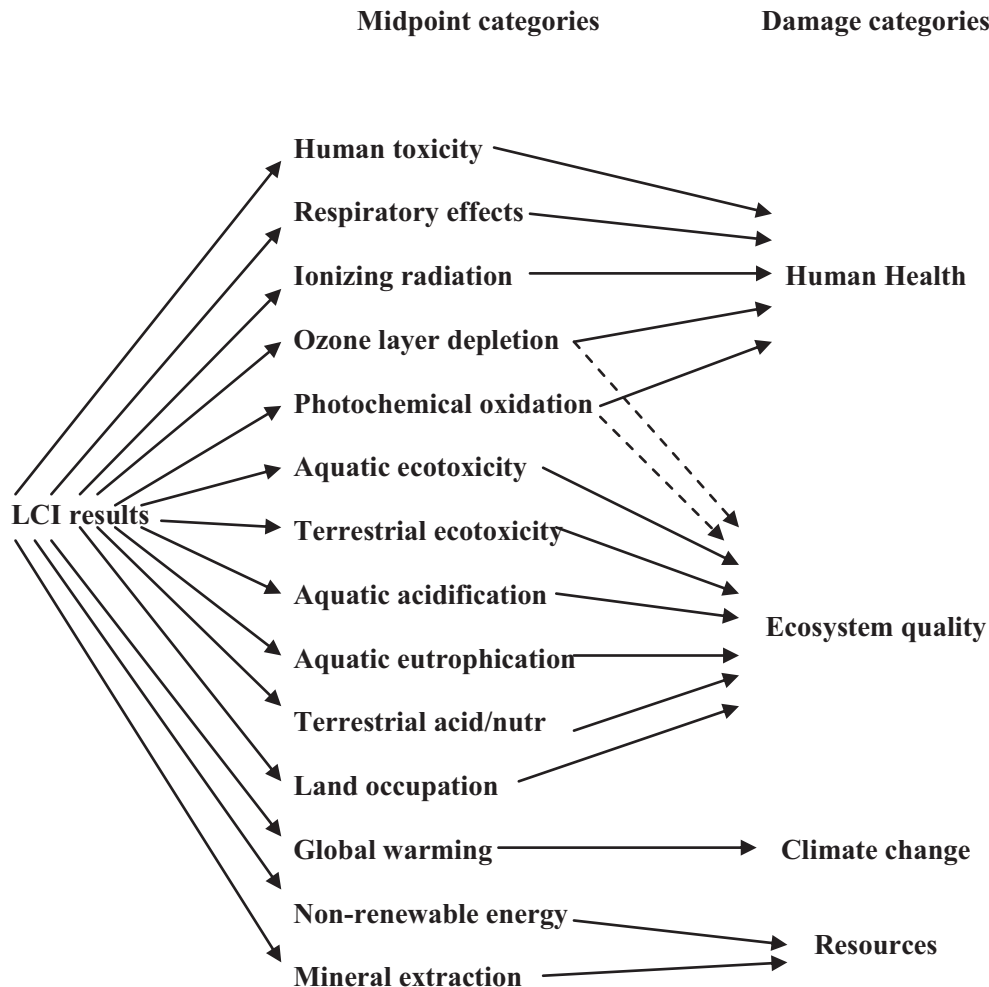 Midpoint categories
Damage categories
Human toxicity
Respiratory effects
Ionizing radiation
Human Health
Ozone layer depletion
Photochemical oxidation
Aquatic ecotoxicity
LCI results
Terrestrial ecotoxicity
Aquatic acidification
Ecosystem quality
Aquatic eutrophication
Terrestrial acid/nutr
Land occupation
Global warming
Climate change
Non-renewable energy
Resources
Mineral extraction